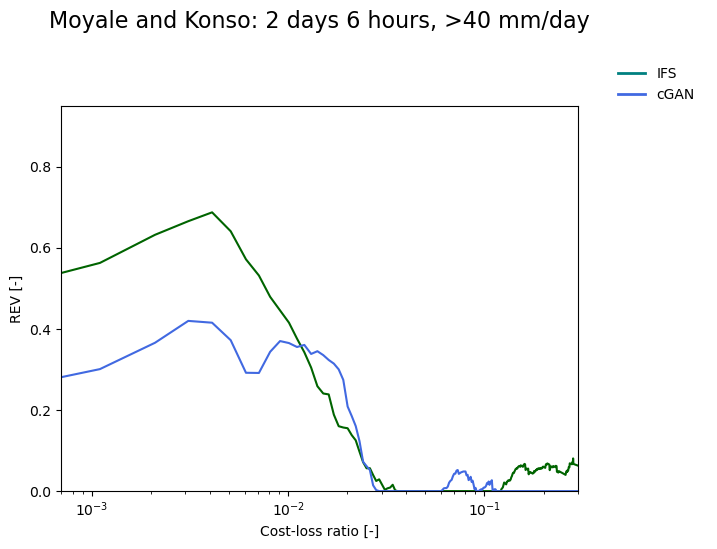 Moyale and Konso: 2 days 6 hours, >40 mm/day
IFS
cGAN
0.8
0.6
0.4
0.2
0.0
REV [-]
10⁻³
10⁻²
10⁻¹
Cost-loss ratio [-]